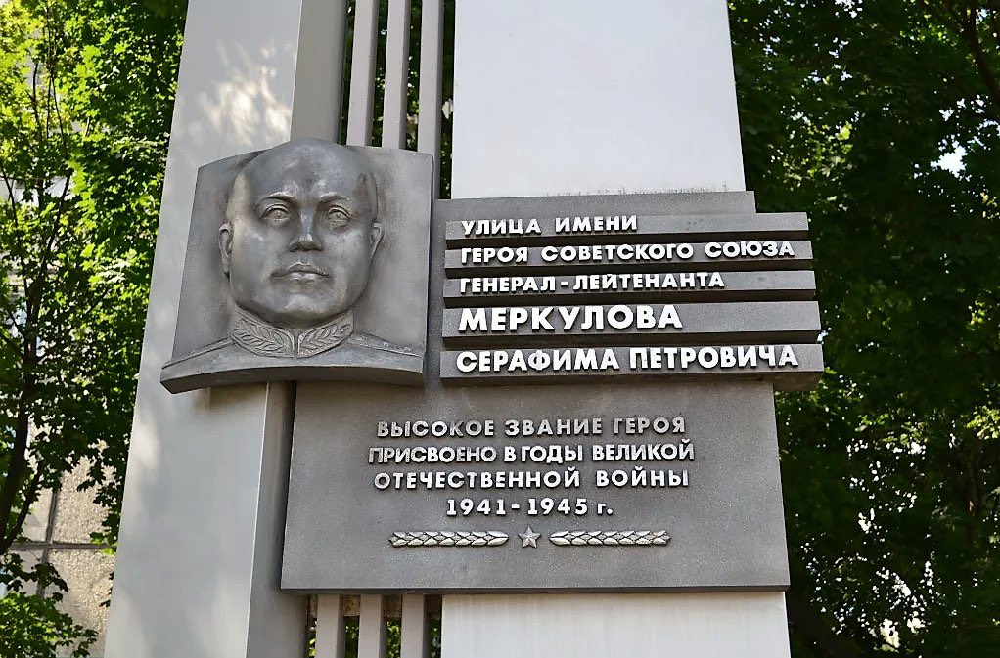 УЛИЦА ИМЕНИ
ГЕРОЯ СОВЕТСКОГО СОЮЗА
ГЕНЕРАЛ-ЛЕЙТЕНАНТА
МЕРКУЛОВА
СЕРАФИМА ПЕТРОВИЧА
ВЫСОКОЕ ЗВАНИЕ ГЕРОЯ
ПРИСВОЕНО В ГОДЫ ВЕЛИКОЙ
ОТЕЧЕСТВЕННОЙ ВОЙНЫ
1941-1945 г.